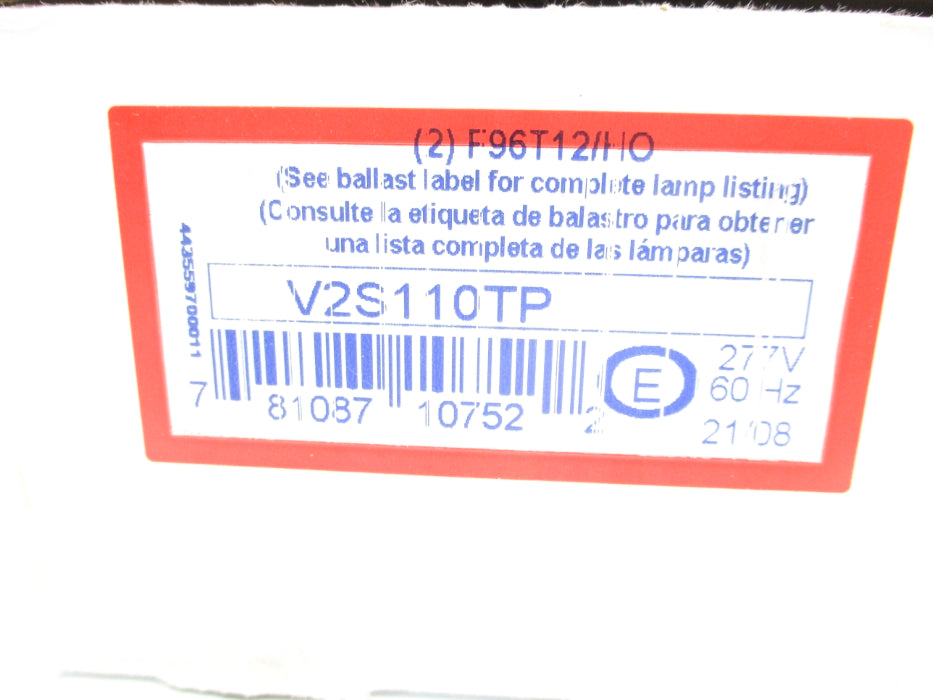 (2) F96T12/HO
(See ballast label for complete lamp listing)
(Consulte la etiqueta de balastro para obtener
una lista completa de las lámparas)
443559700011
V2S110TP
7 81087 10752 2
E
277V
60 Hz
21/08